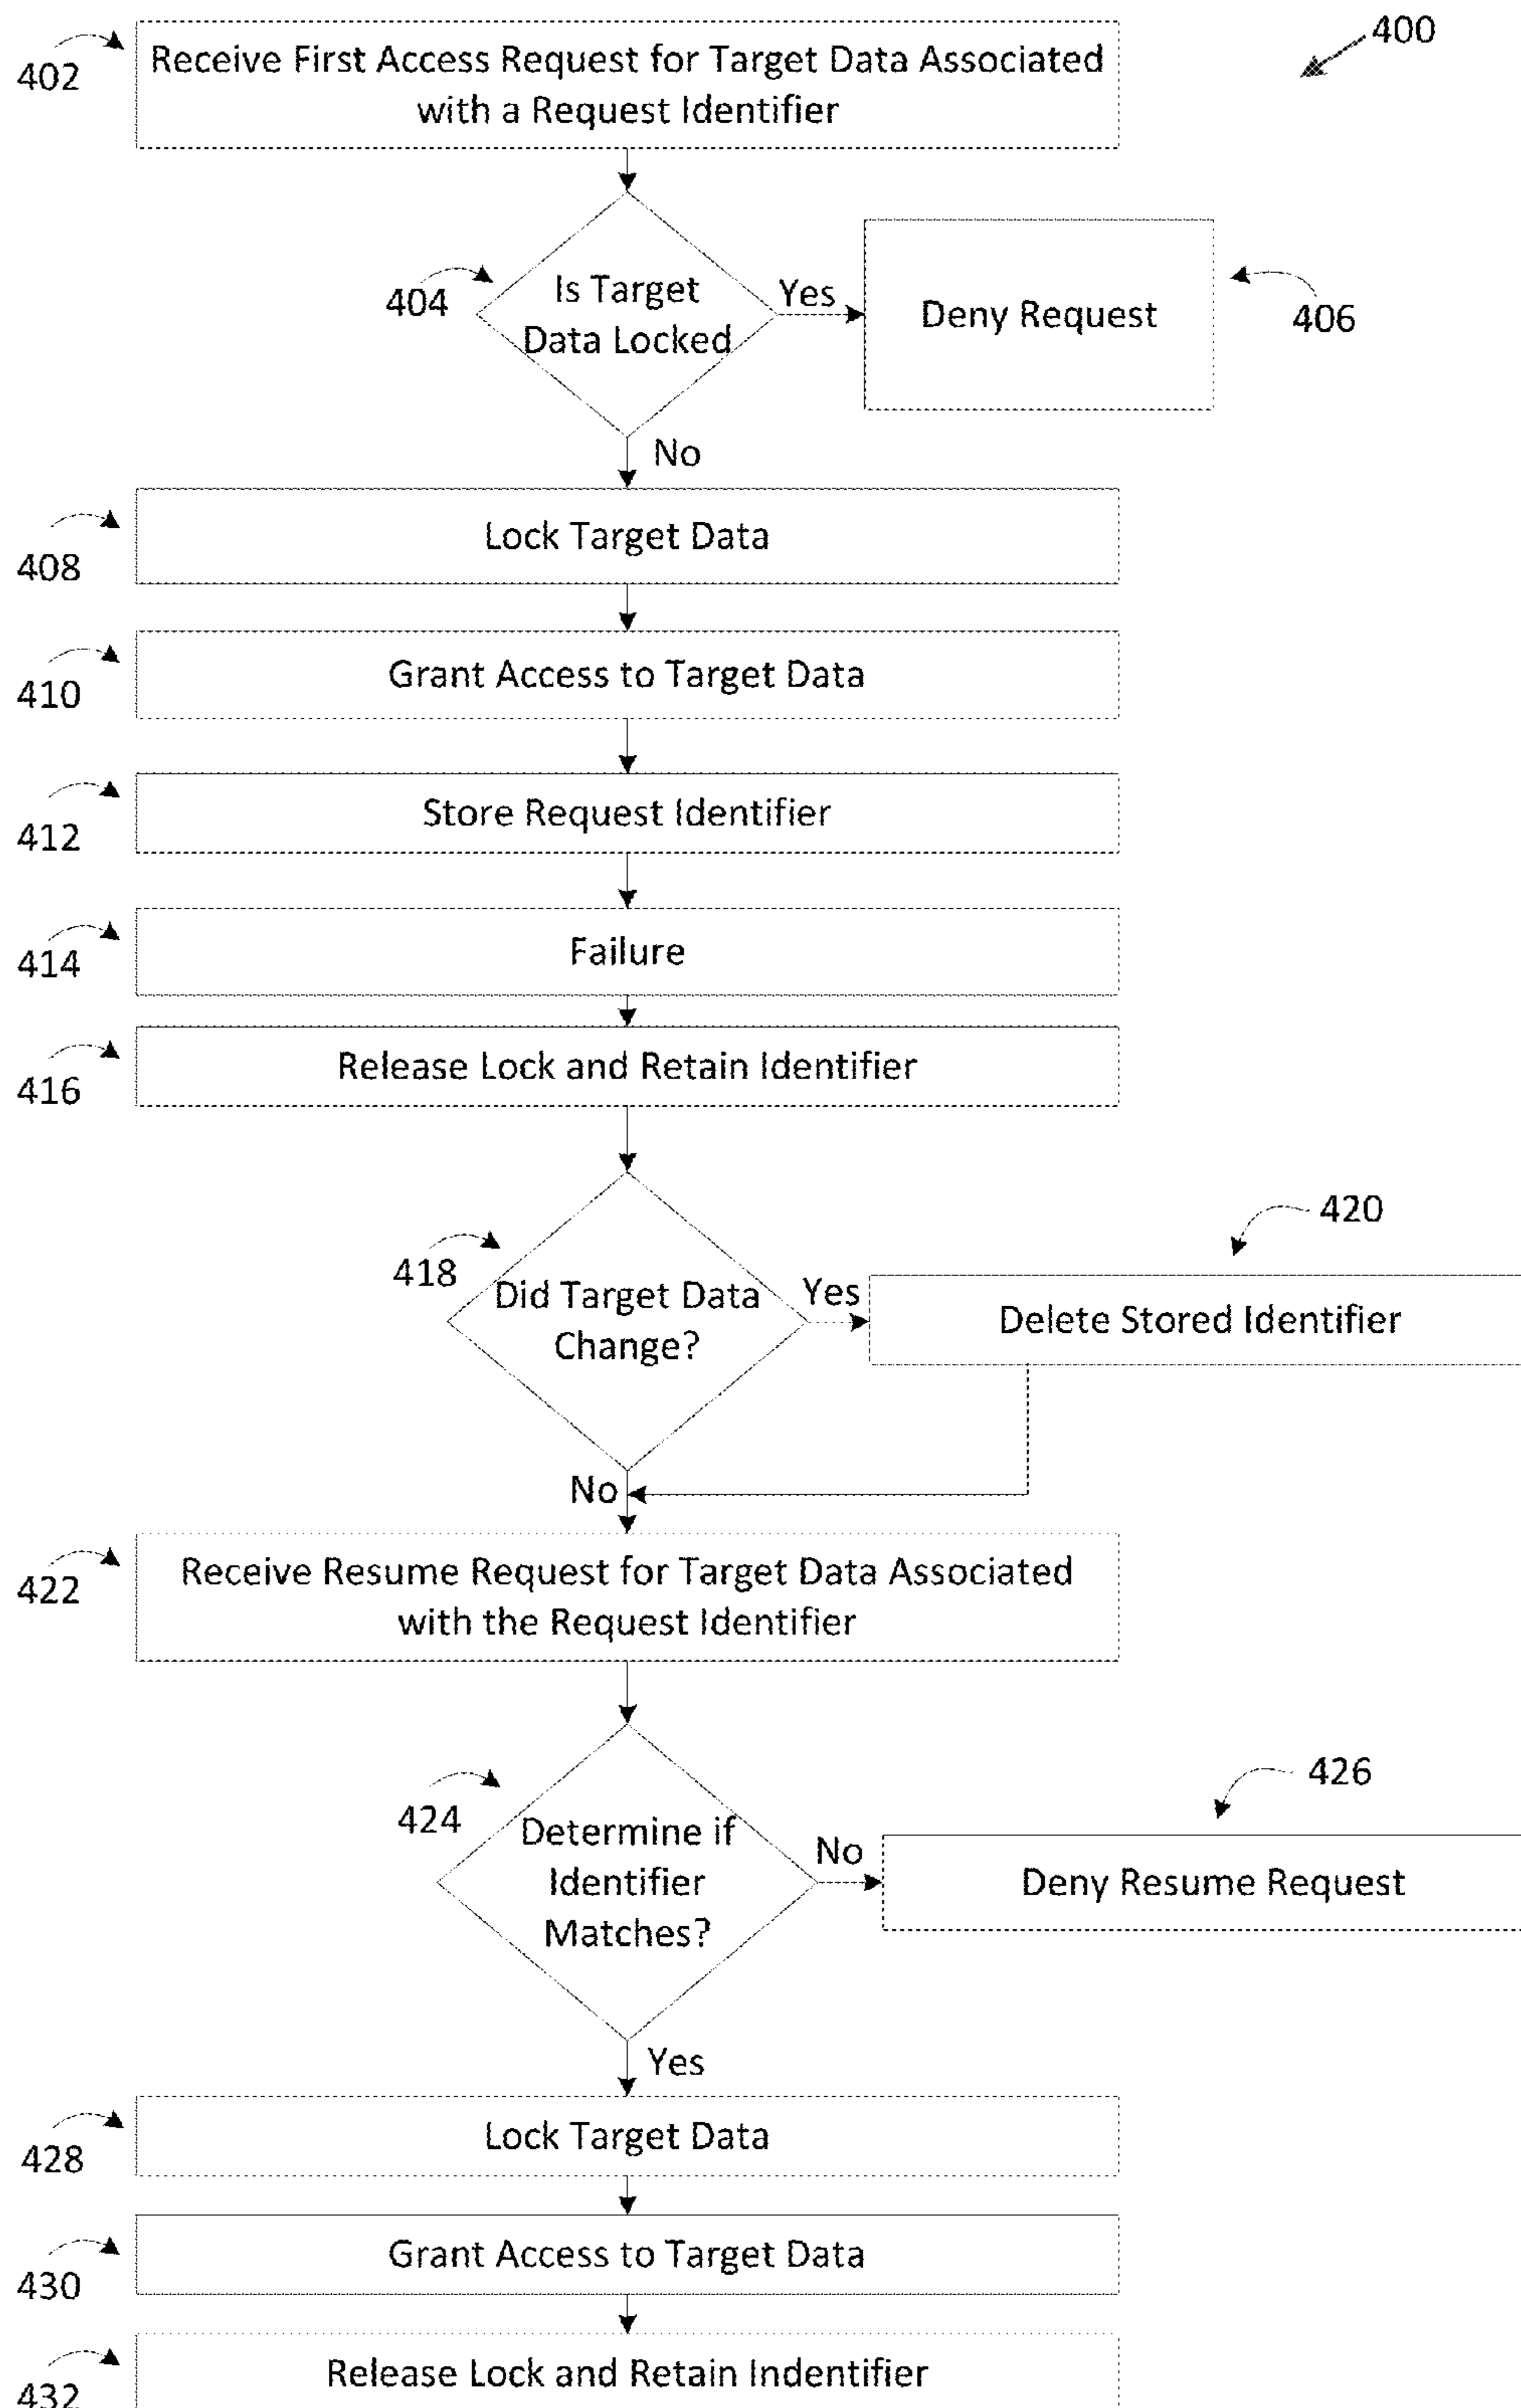 400
402
Receive First Access Request for Target Data Associated
with a Request Identifier
404
Is Target
Data Locked
Yes
Deny Request
406
No
408
Lock Target Data
410
Grant Access to Target Data
412
Store Request Identifier
414
Failure
416
Release Lock and Retain Identifier
418
Did Target Data
Change?
Yes
420
Delete Stored Identifier
No
422
Receive Resume Request for Target Data Associated
with the Request Identifier
424
Determine if
Identifier
Matches?
No
426
Deny Resume Request
Yes
428
Lock Target Data
430
Grant Access to Target Data
432
Release Lock and Retain Indentifier